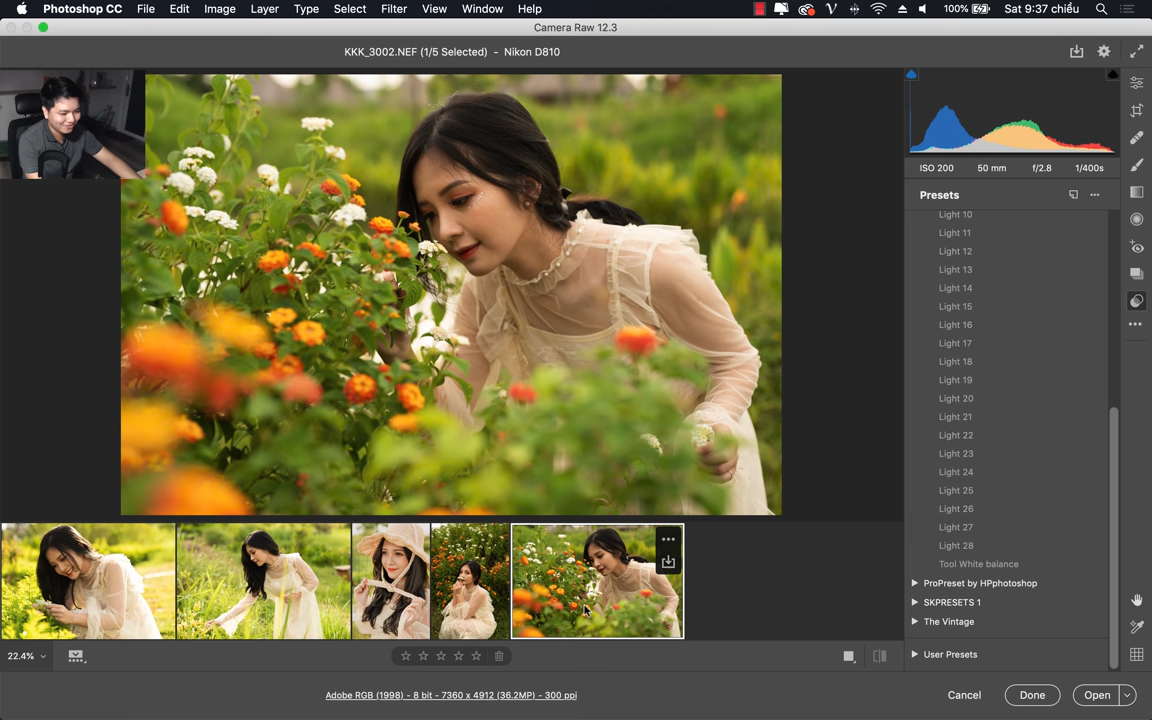 Photoshop CC File Edit Image Layer Type Select Filter View Window Help 100% Sat 9:37 chiều
Camera Raw 12.3
KKK_3002.NEF (1/5 Selected) - Nikon D810
ISO 200 50 mm f/2.8 1/400s
Presets
Light 10
Light 11
Light 12
Light 13
Light 14
Light 15
Light 16
Light 17
Light 18
Light 19
Light 20
Light 21
Light 22
Light 23
Light 24
Light 25
Light 26
Light 27
Light 28
Tool White balance
ProPreset by HPphotoshop
SKPRESETS 1
The Vintage
User Presets
22.4%
Adobe RGB (1998) - 8 bit - 7360 x 4912 (36.2MP) - 300 ppi
Cancel Done Open